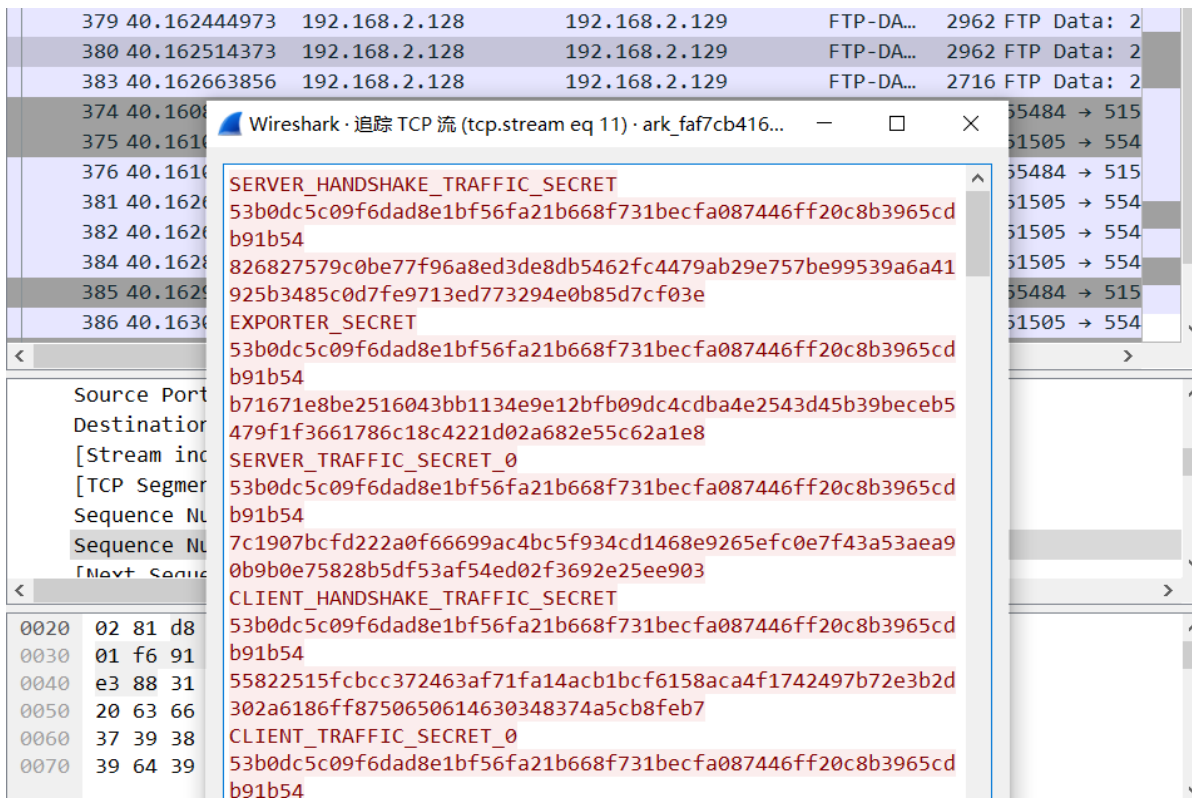 379 40.162444973 192.168.2.128 192.168.2.129 FTP-DA… 2962 FTP Data: 2
380 40.162514373 192.168.2.128 192.168.2.129 FTP-DA… 2962 FTP Data: 2
383 40.162663856 192.168.2.128 192.168.2.129 FTP-DA… 2716 FTP Data: 2
374 40.1608 55484 → 515
375 40.1610 51505 → 554
376 40.1610 55484 → 515
381 40.1626 51505 → 554
382 40.1626 51505 → 554
384 40.1628 51505 → 554
385 40.1629 55484 → 515
386 40.1630 51505 → 554
Wireshark · 追踪 TCP 流 (tcp.stream eq 11) · ark_faf7cb416...
SERVER_HANDSHAKE_TRAFFIC_SECRET
53b0dc5c09f6dad8e1bf56fa21b668f731becfa087446ff20c8b3965cd
b91b54
826827579c0be77f96a8ed3de8db5462fc4479ab29e757be99539a6a41
925b3485c0d7fe9713ed773294e0b85d7cf03e
EXPORTER_SECRET
53b0dc5c09f6dad8e1bf56fa21b668f731becfa087446ff20c8b3965cd
b91b54
b71671e8be2516043bb1134e9e12bfb09dc4cdba4e2543d45b39beceb5
479f1f3661786c18c4221d02a682e55c62a1e8
SERVER_TRAFFIC_SECRET_0
53b0dc5c09f6dad8e1bf56fa21b668f731becfa087446ff20c8b3965cd
b91b54
7c1907bcfd222a0f66699ac4bc5f934cd1468e9265efc0e7f43a53aea9
0b9b0e75828b5df53af54ed02f3692e25ee903
CLIENT_HANDSHAKE_TRAFFIC_SECRET
53b0dc5c09f6dad8e1bf56fa21b668f731becfa087446ff20c8b3965cd
b91b54
55822515fcbcc372463af71fa14acb1bcf6158aca4f1742497b72e3b2d
302a6186ff8750650614630348374a5cb8feb7
CLIENT_TRAFFIC_SECRET_0
53b0dc5c09f6dad8e1bf56fa21b668f731becfa087446ff20c8b3965cd
b91b54
Source Port
Destination
[Stream ind
[TCP Segmen
Sequence Nu
Sequence Nu
[Next Seque
0020 02 81 d8
0030 01 f6 91
0040 e3 88 31
0050 20 63 66
0060 37 39 38
0070 39 64 39